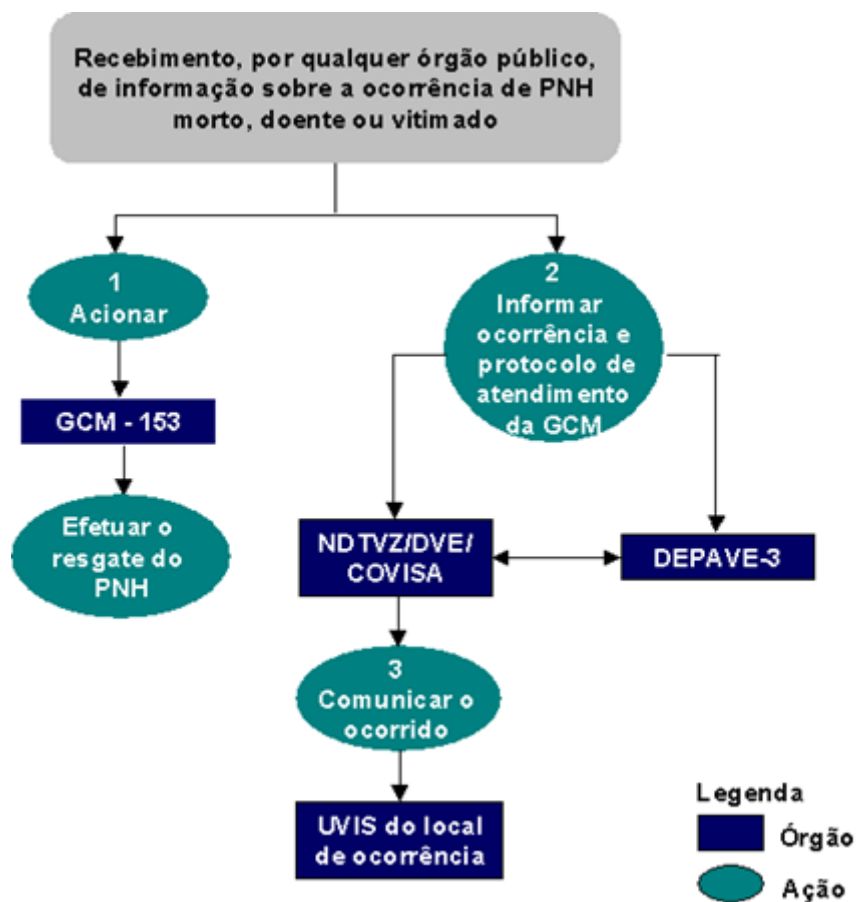 Recebimento, por qualquer órgão público,
de informação sobre a ocorrência de PNH
morto, doente ou vitimado
1
Acionar
GCM - 153
Efetuar o
resgate do
PNH
2
Informar
ocorrência e
protocolo de
atendimento
da GCM
NDTVZ/DVE/
COVISA
DEPAVE-3
3
Comunicar o
ocorrido
UVIS do local
de ocorrência
Legenda
Órgão
Ação